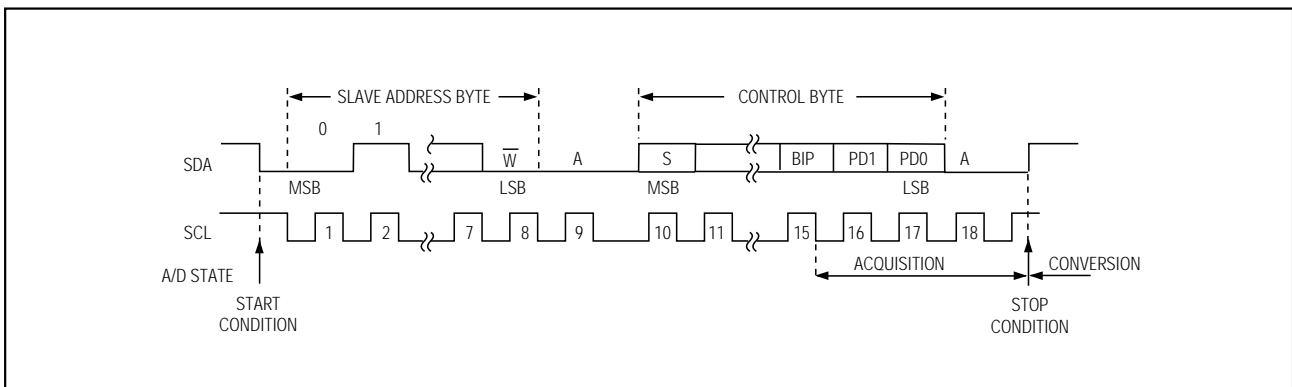 SLAVE ADDRESS BYTE CONTROL BYTE
0 1
SDA W̅ A S BIP PD1 PD0 A
MSB LSB MSB LSB
SCL 1 2 7 8 9 10 11 15 16 17 18
ACQUISITION CONVERSION
A/D STATE
START CONDITION
STOP CONDITION